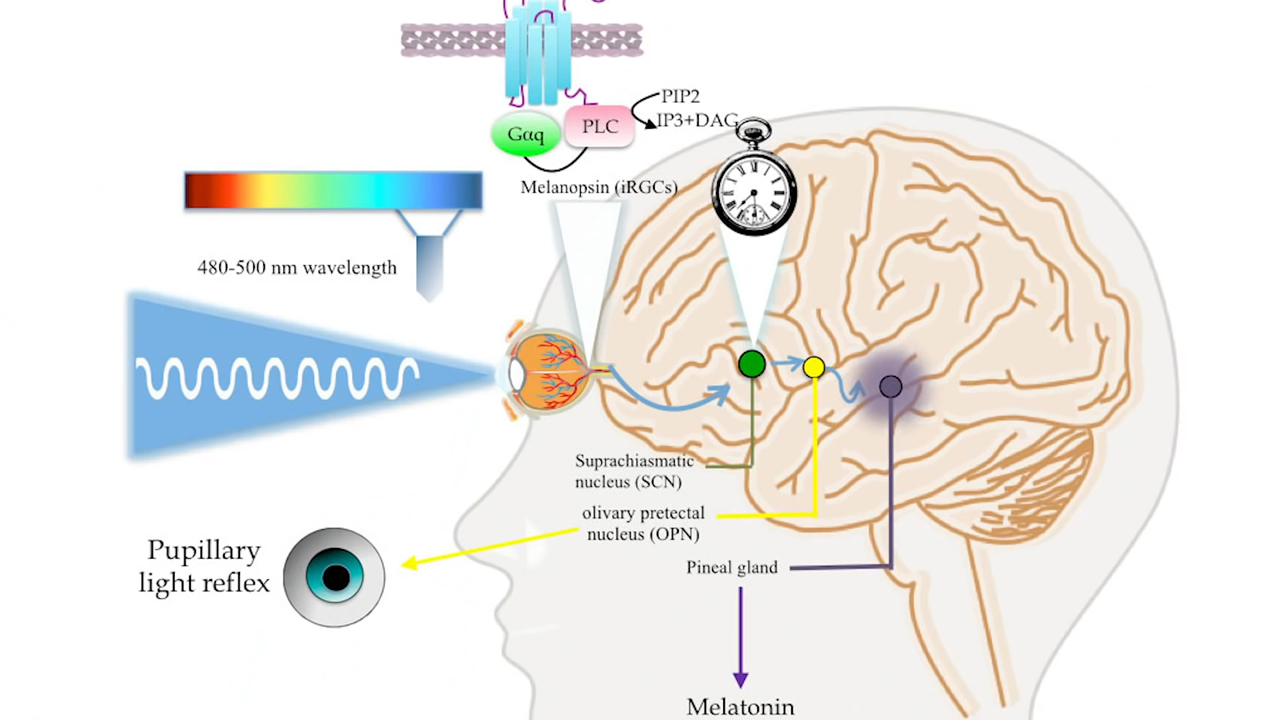 PIP2
IP3+DAG
Gαq
PLC
Melanopsin (iRGCs)
480-500 nm wavelength
Suprachiasmatic
nucleus (SCN)
olivary pretectal
nucleus (OPN)
Pupillary
light reflex
Pineal gland
Melatonin